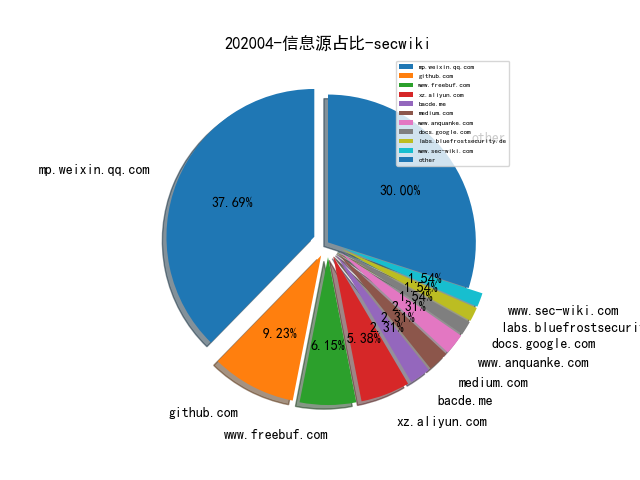 202004-信息源占比-secwiki
mp.weixin.qq.com
github.com
www.freebuf.com
xz.aliyun.com
bacde.me
medium.com
www.anquanke.com
docs.google.com
labs.bluefrostsecurity.de
www.sec-wiki.com
other
other
mp.weixin.qq.com
37.69%
30.00%
1.54%
1.54%
1.54%
2.31%
2.31%
2.31%
5.38%
6.15%
9.23%
www.sec-wiki.com
labs.bluefrostsecurit
docs.google.com
www.anquanke.com
medium.com
bacde.me
xz.aliyun.com
github.com
www.freebuf.com